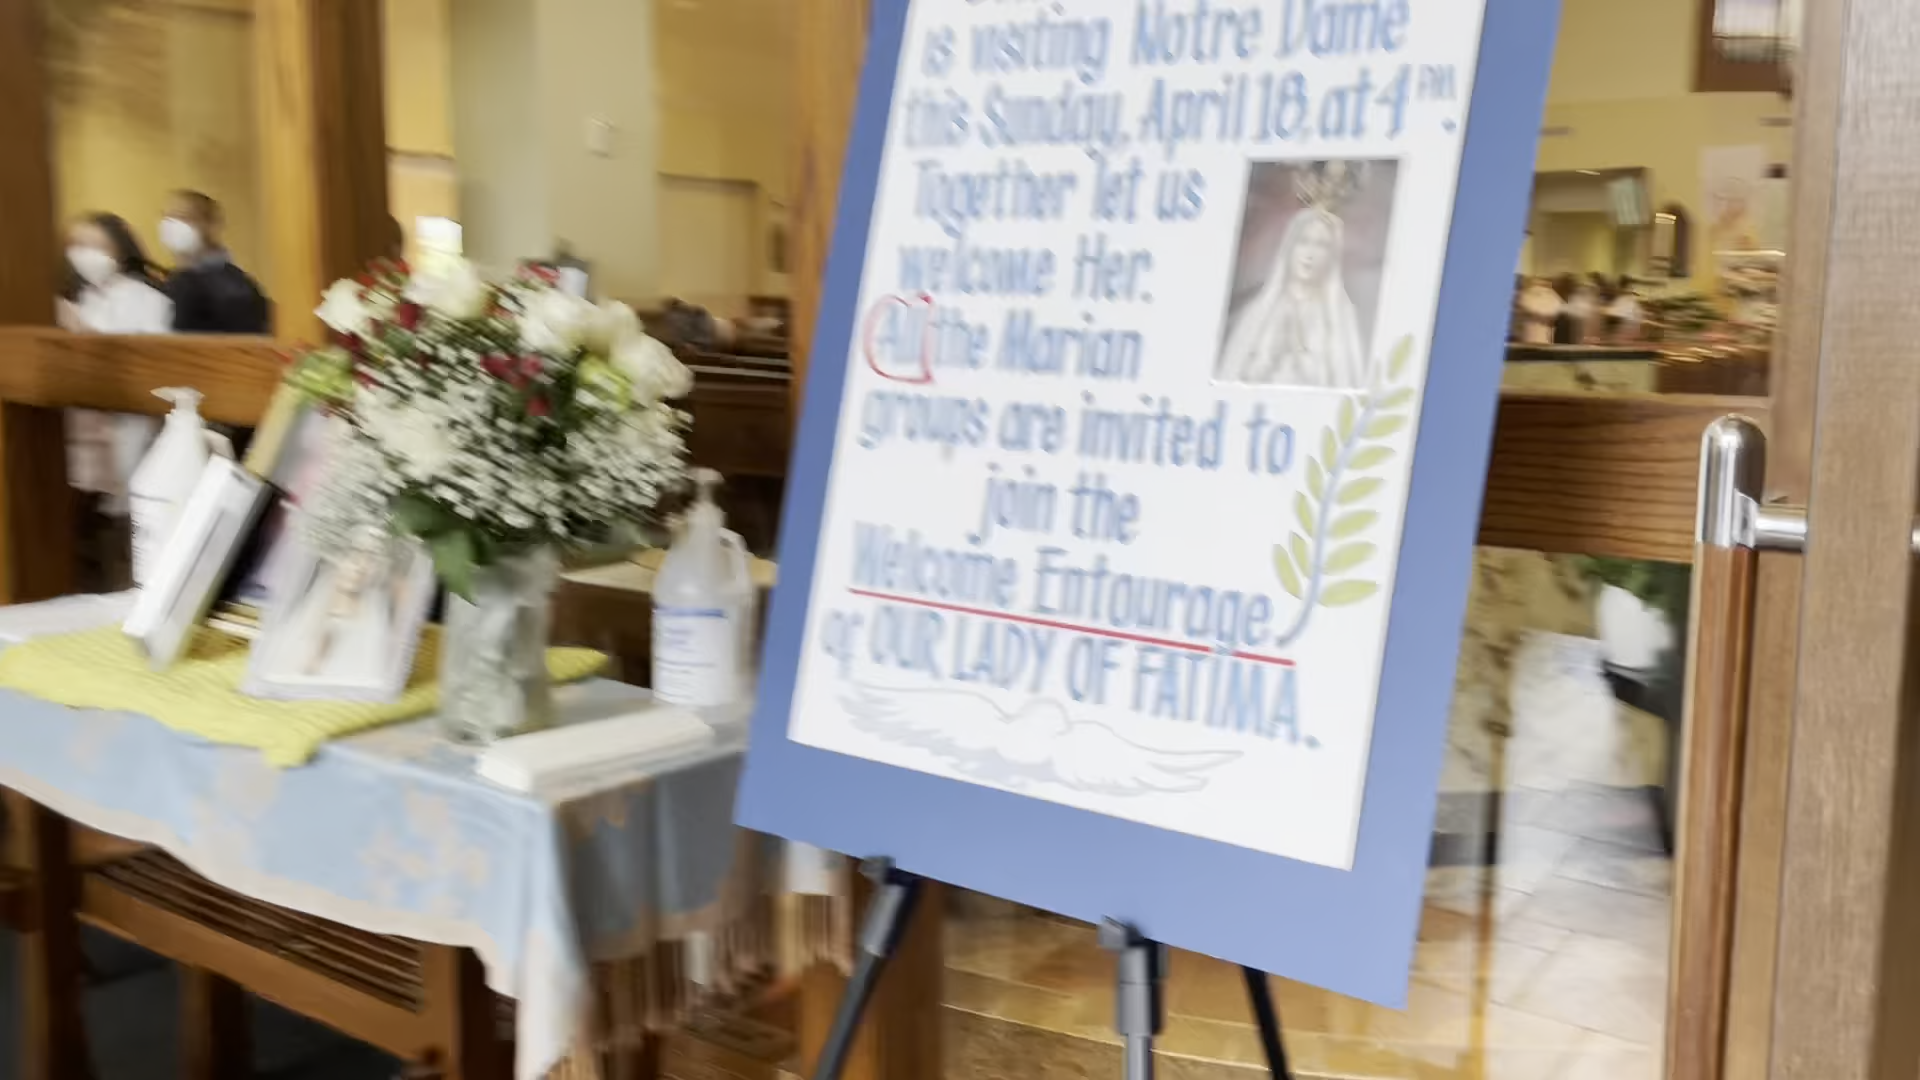 is visiting Notre Dame
this Sunday, April 18, at 4 PM.
Together let us
welcome Her.
All the Marian
groups are invited to
join the
Welcome Entourage
of OUR LADY OF FATIMA.